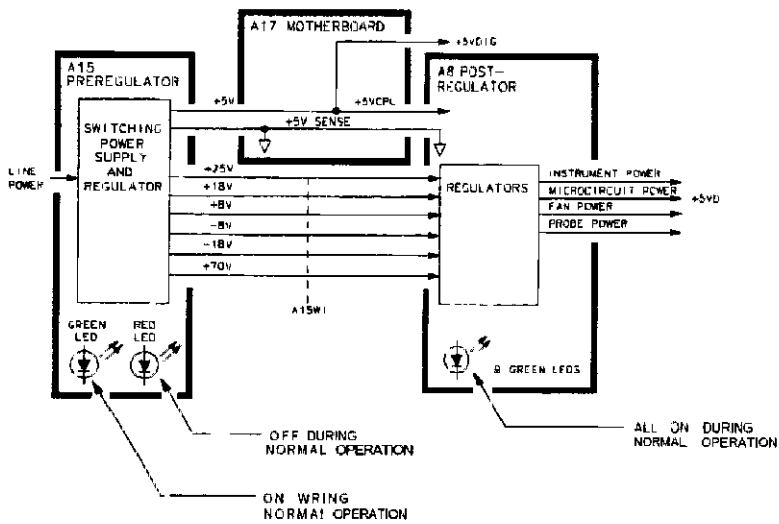 A17 MOTHERBOARD
+5VDIG
A15
PREREGULATOR
A8 POST-
REGULATOR
+5V
+5VCPU
+5V SENSE
SWITCHING
POWER
SUPPLY
AND
REGULATOR
LINE
POWER
+25V
+18V
+8V
-8V
-18V
+70V
A15W1
REGULATORS
INSTRUMENT POWER
MICROCIRCUIT POWER
+5VD
FAN POWER
PROBE POWER
GREEN
LED
RED
LED
9 GREEN LEDS
OFF DURING
NORMAL OPERATION
ALL ON DURING
NORMAL OPERATION
ON WRING
NORMAL OPERATION